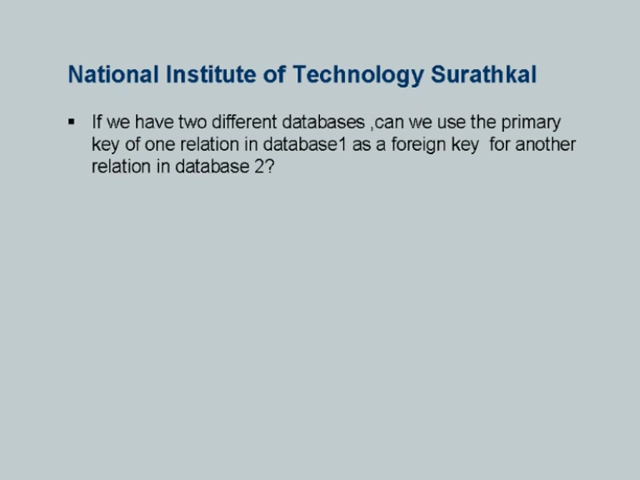 National Institute of Technology Surathkal
▪ If we have two different databases ,can we use the primary
key of one relation in database1 as a foreign key for another
relation in database 2?